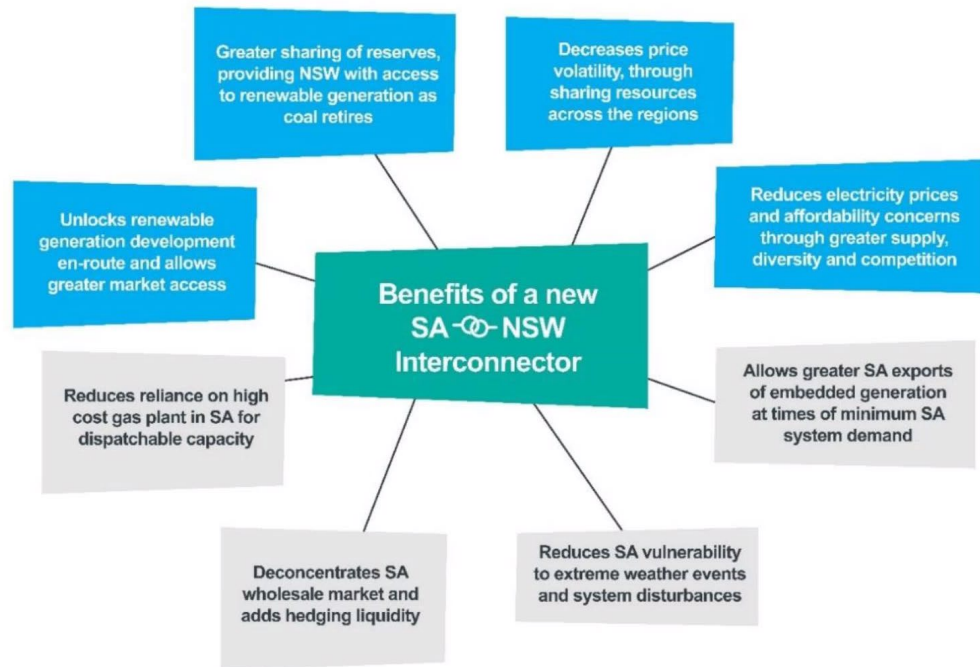 Greater sharing of reserves,
providing NSW with access
to renewable generation as
coal retires
Decreases price
volatility, through
sharing resources
across the regions
Unlocks renewable
generation development
en-route and allows
greater market access
Reduces electricity prices
and affordability concerns
through greater supply,
diversity and competition
Benefits of a new
SA NSW
Interconnector
Reduces reliance on high
cost gas plant in SA for
dispatchable capacity
Allows greater SA exports
of embedded generation
at times of minimum SA
system demand
Deconcentrates SA
wholesale market and
adds hedging liquidity
Reduces SA vulnerability
to extreme weather events
and system disturbances